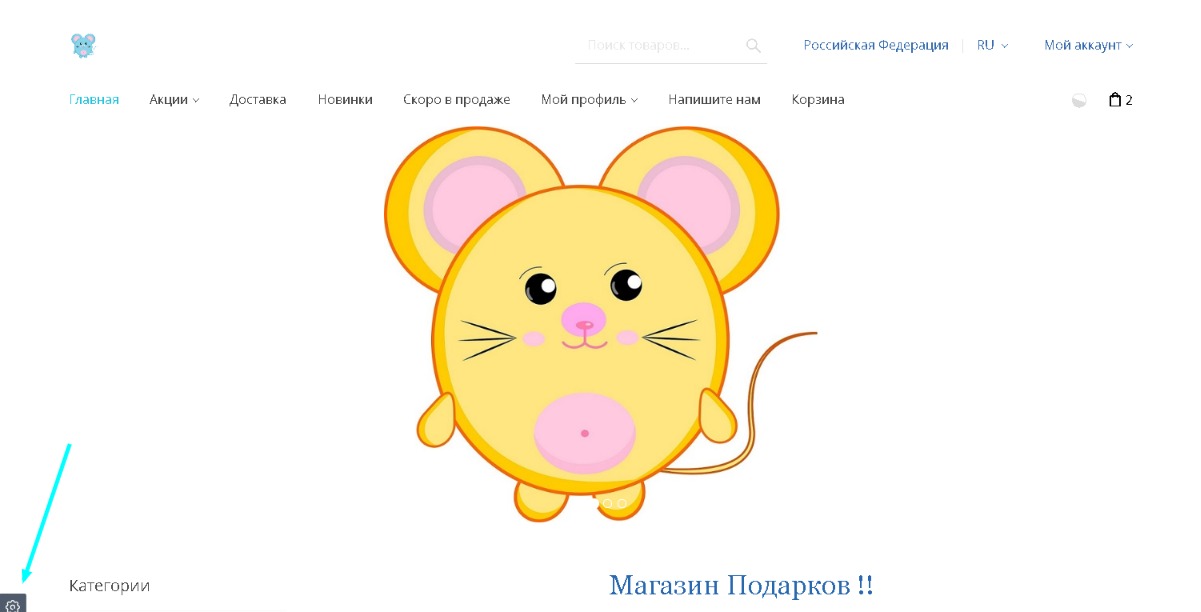 Поиск товаров...
Российская Федерация
RU
Мой аккаунт
Главная
Акции
Доставка
Новинки
Скоро в продаже
Мой профиль
Напишите нам
Корзина
2
Категории
Магазин Подарков !!